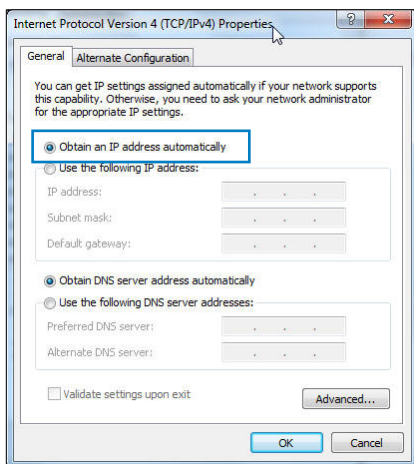 Internet Protocol Version 4 (TCP/IPv4) Properties
General
Alternate Configuration
You can get IP settings assigned automatically if your network supports
this capability. Otherwise, you need to ask your network administrator
for the appropriate IP settings.
Obtain an IP address automatically
Use the following IP address:
IP address:
Subnet mask:
Default gateway:
Obtain DNS server address automatically
Use the following DNS server addresses:
Preferred DNS server:
Alternate DNS server:
Validate settings upon exit
Advanced...
OK
Cancel